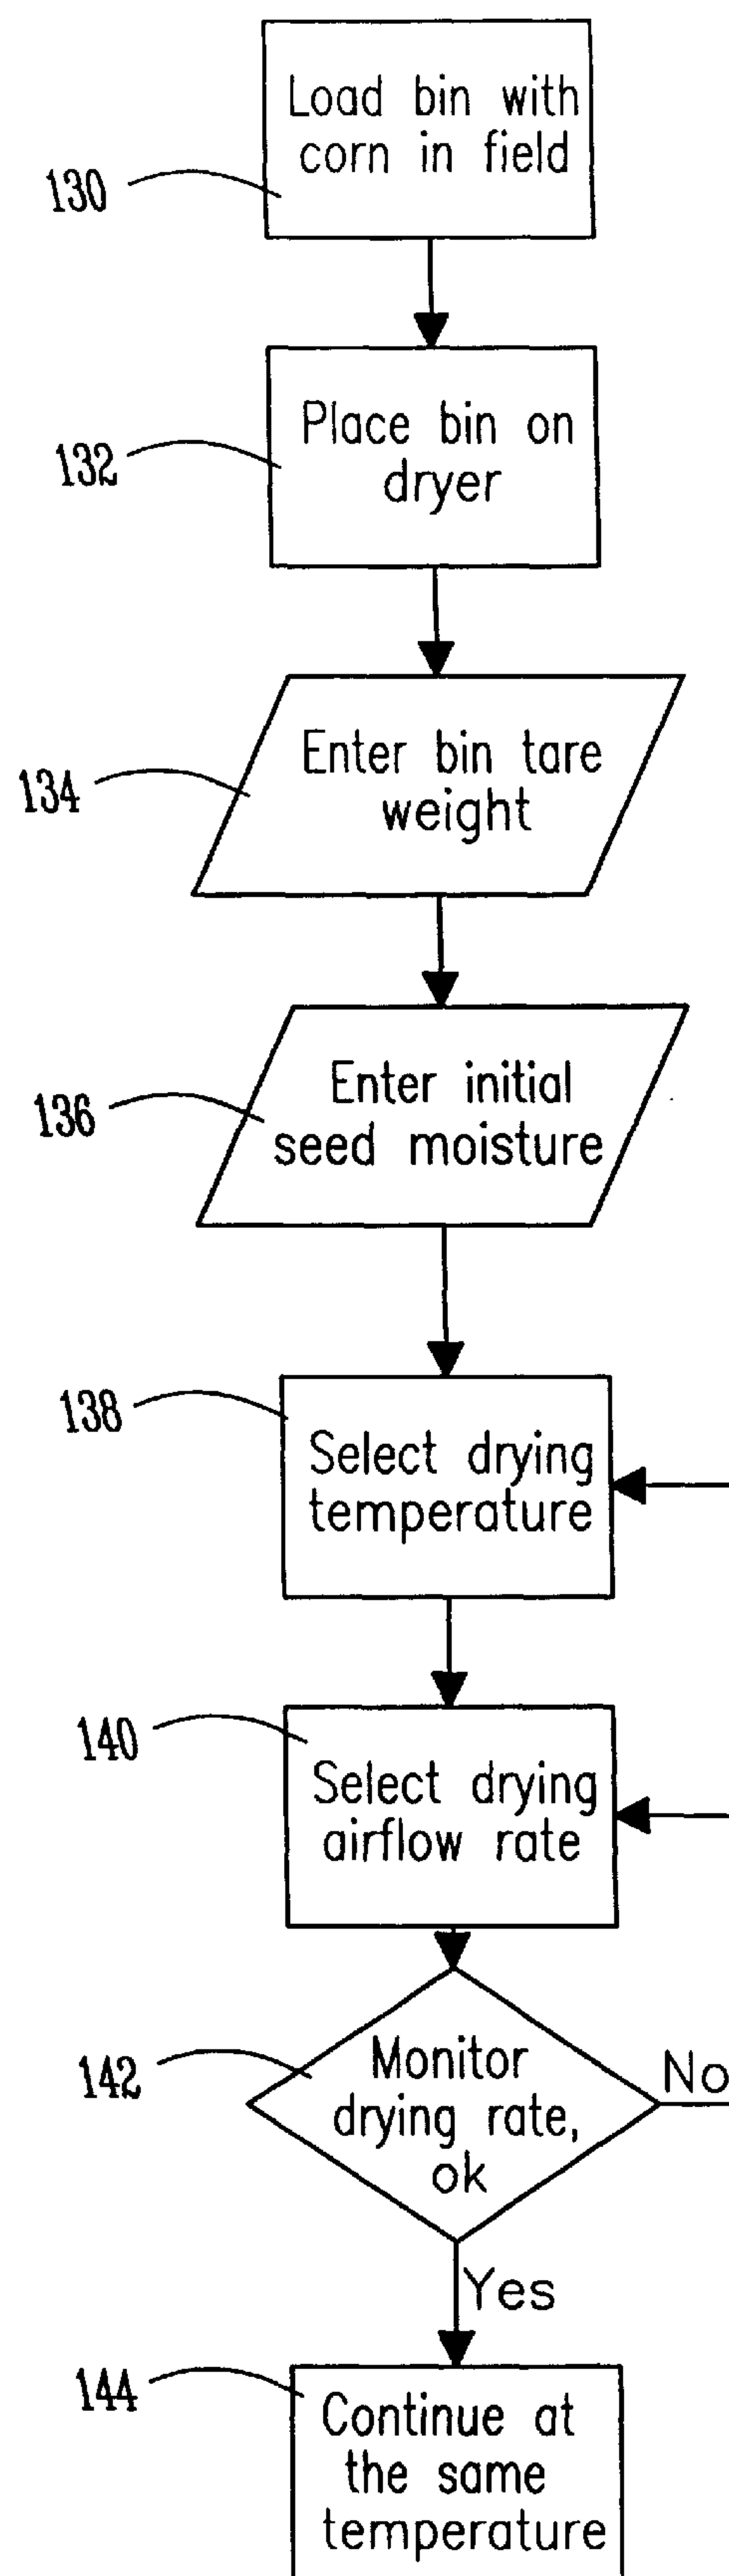 Load bin with
corn in field
130
Place bin on
dryer
132
Enter bin tare
weight
134
Enter initial
seed moisture
136
138
Select drying
temperature
140
Select drying
airflow rate
142
Monitor
drying rate,
ok
No
Yes
144
Continue at
the same
temperature